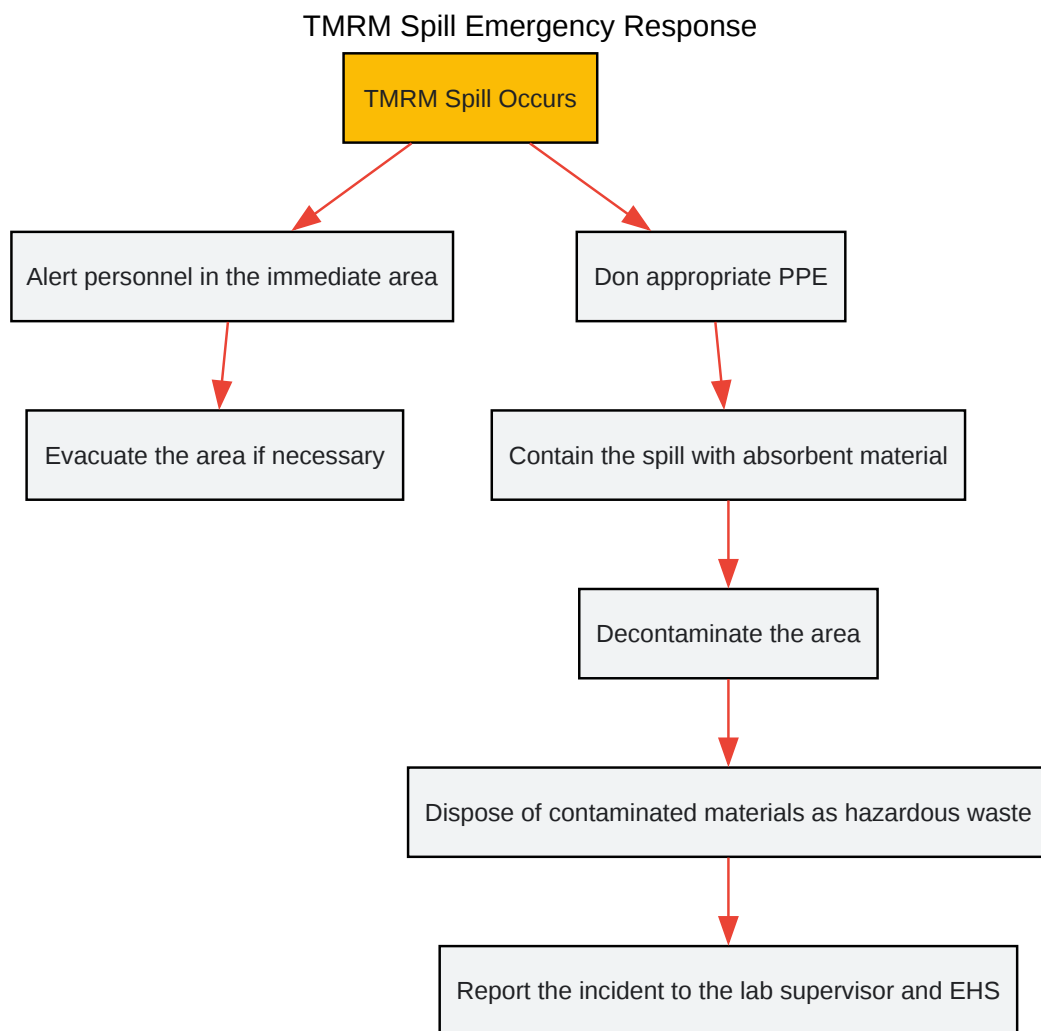 TMRM Spill Emergency Response
TMRM Spill Occurs
Alert personnel in the immediate area
Don appropriate PPE
Evacuate the area if necessary
Contain the spill with absorbent material
Decontaminate the area
Dispose of contaminated materials as hazardous waste
Report the incident to the lab supervisor and EHS